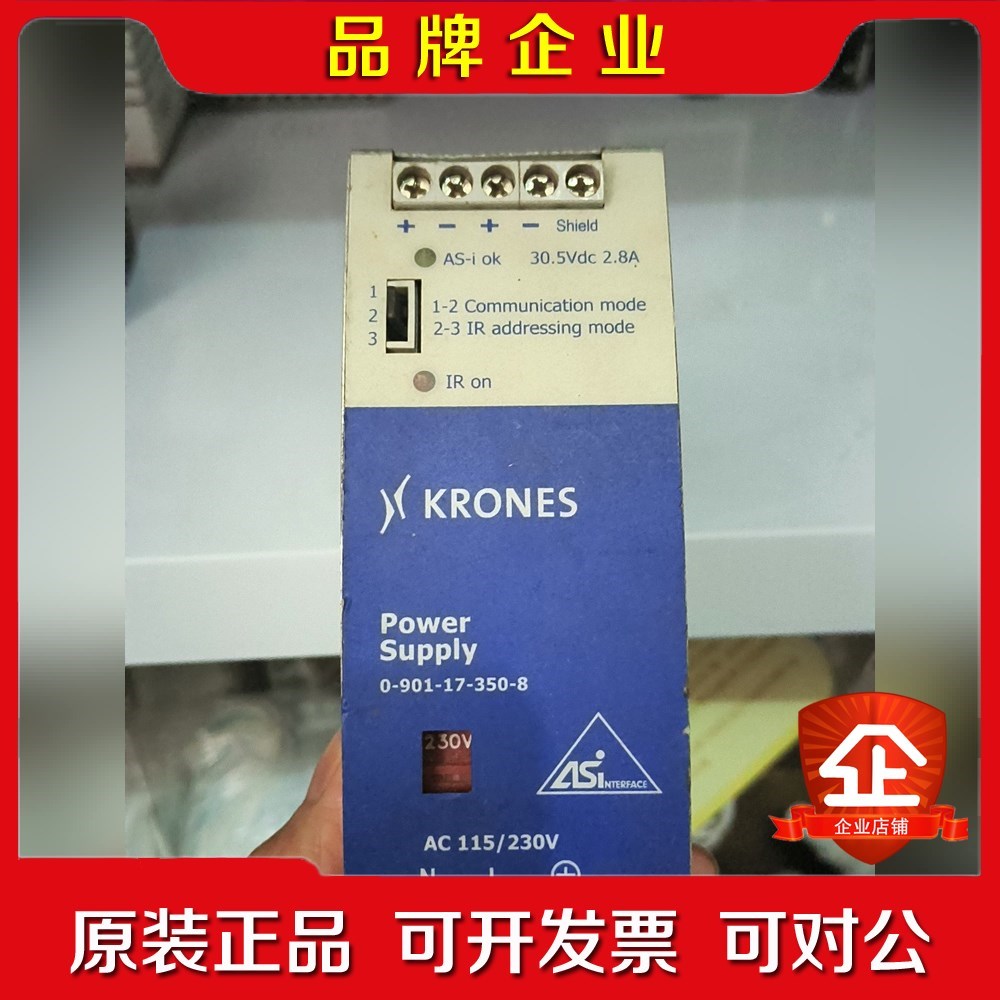 品牌企业
+ − + − Shield
AS-i ok 30.5Vdc 2.8A
1
2
3
1-2 Communication mode
2-3 IR addressing mode
IR on
KRONES
Power
Supply
0-901-17-350-8
230V
ASi
NTERFACE
AC 115/230V
企
企业店铺
原装正品 可开发票 可对公